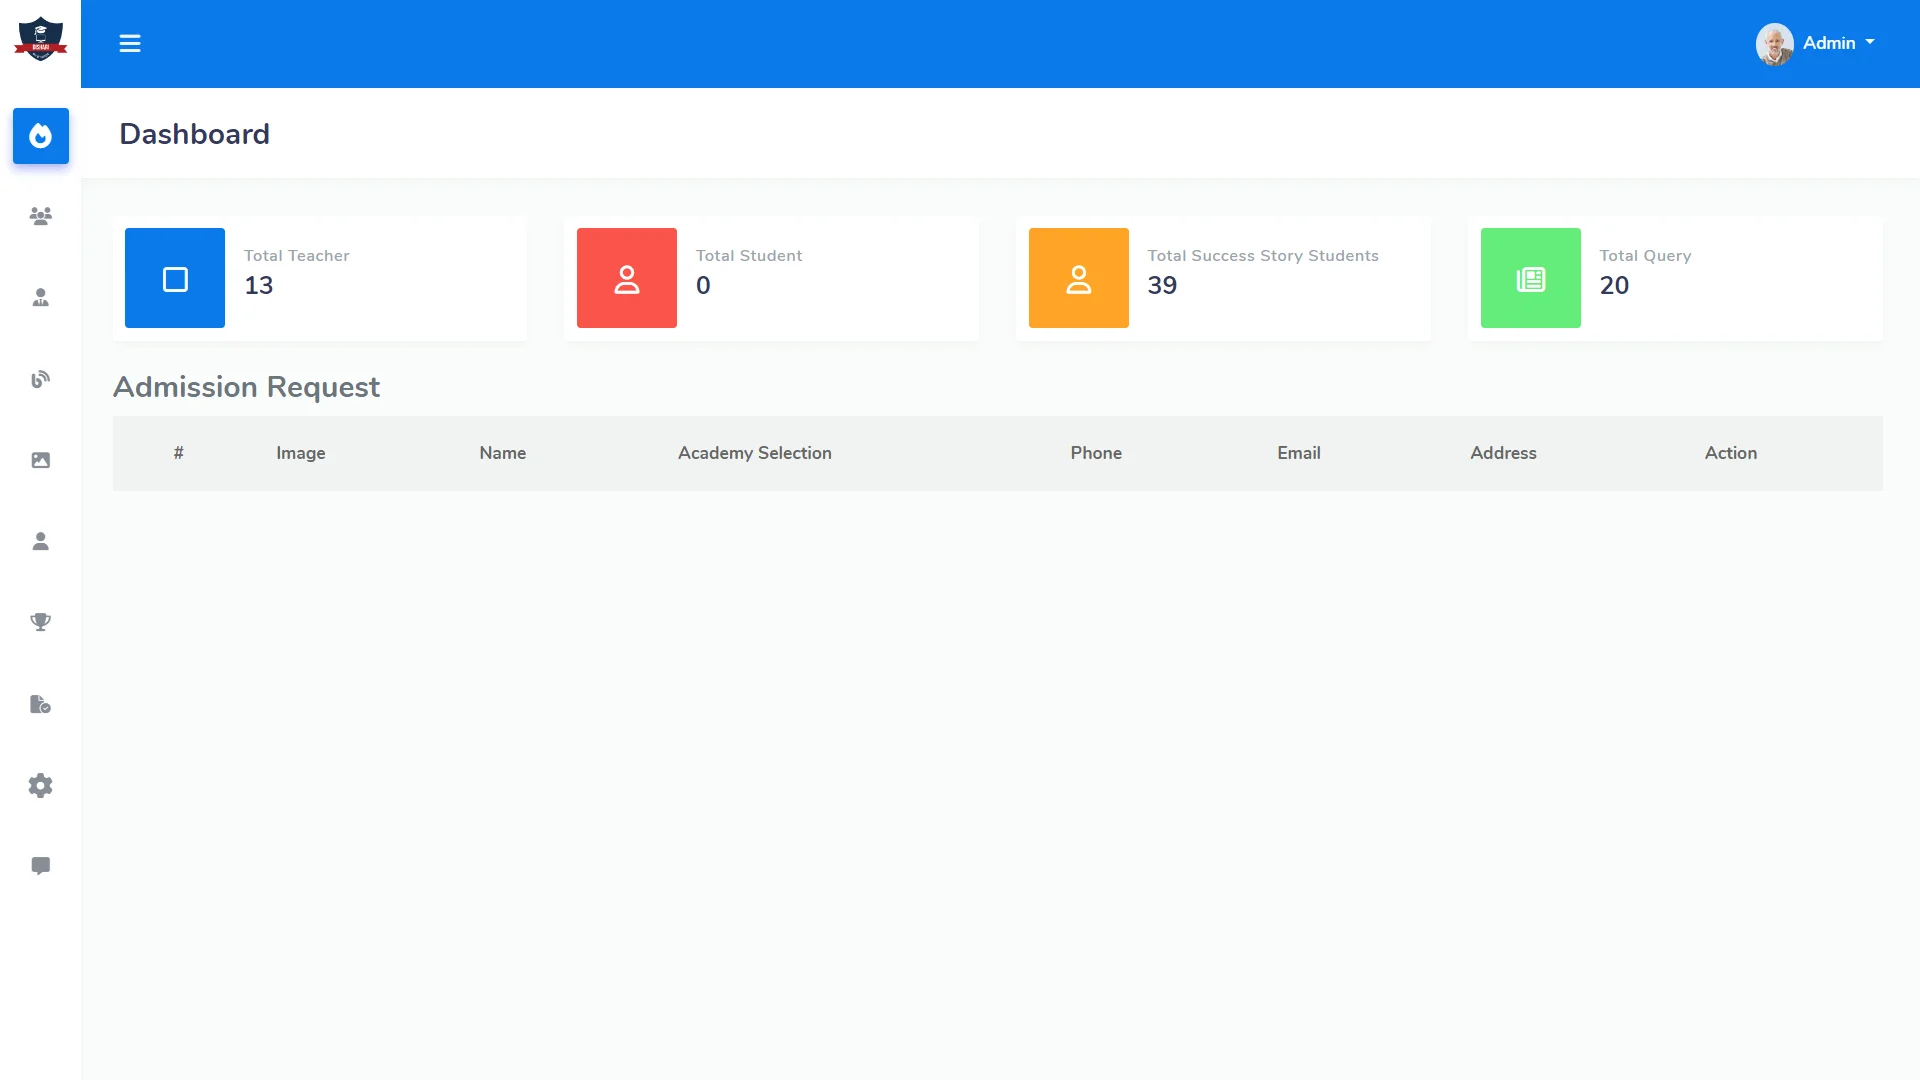 Admin
Dashboard
Total Teacher
13
Total Student
0
Total Success Story Students
39
Total Query
20
Admission Request
# Image Name Academy Selection Phone Email Address Action